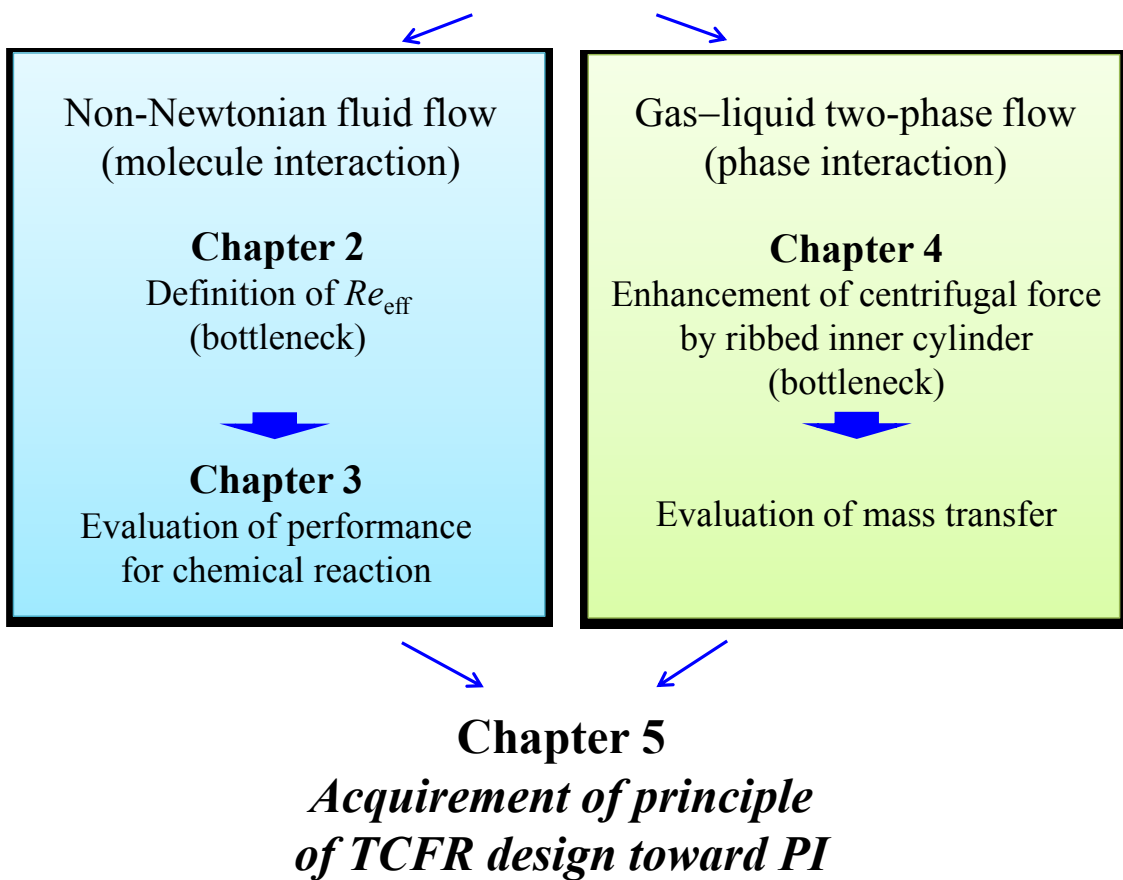 Non-Newtonian fluid flow
(molecule interaction)
Chapter 2
Definition of Re_eff
(bottleneck)
Chapter 3
Evaluation of performance
for chemical reaction
Gas–liquid two-phase flow
(phase interaction)
Chapter 4
Enhancement of centrifugal force
by ribbed inner cylinder
(bottleneck)
Evaluation of mass transfer
Chapter 5
Acquirement of principle
of TCFR design toward PI